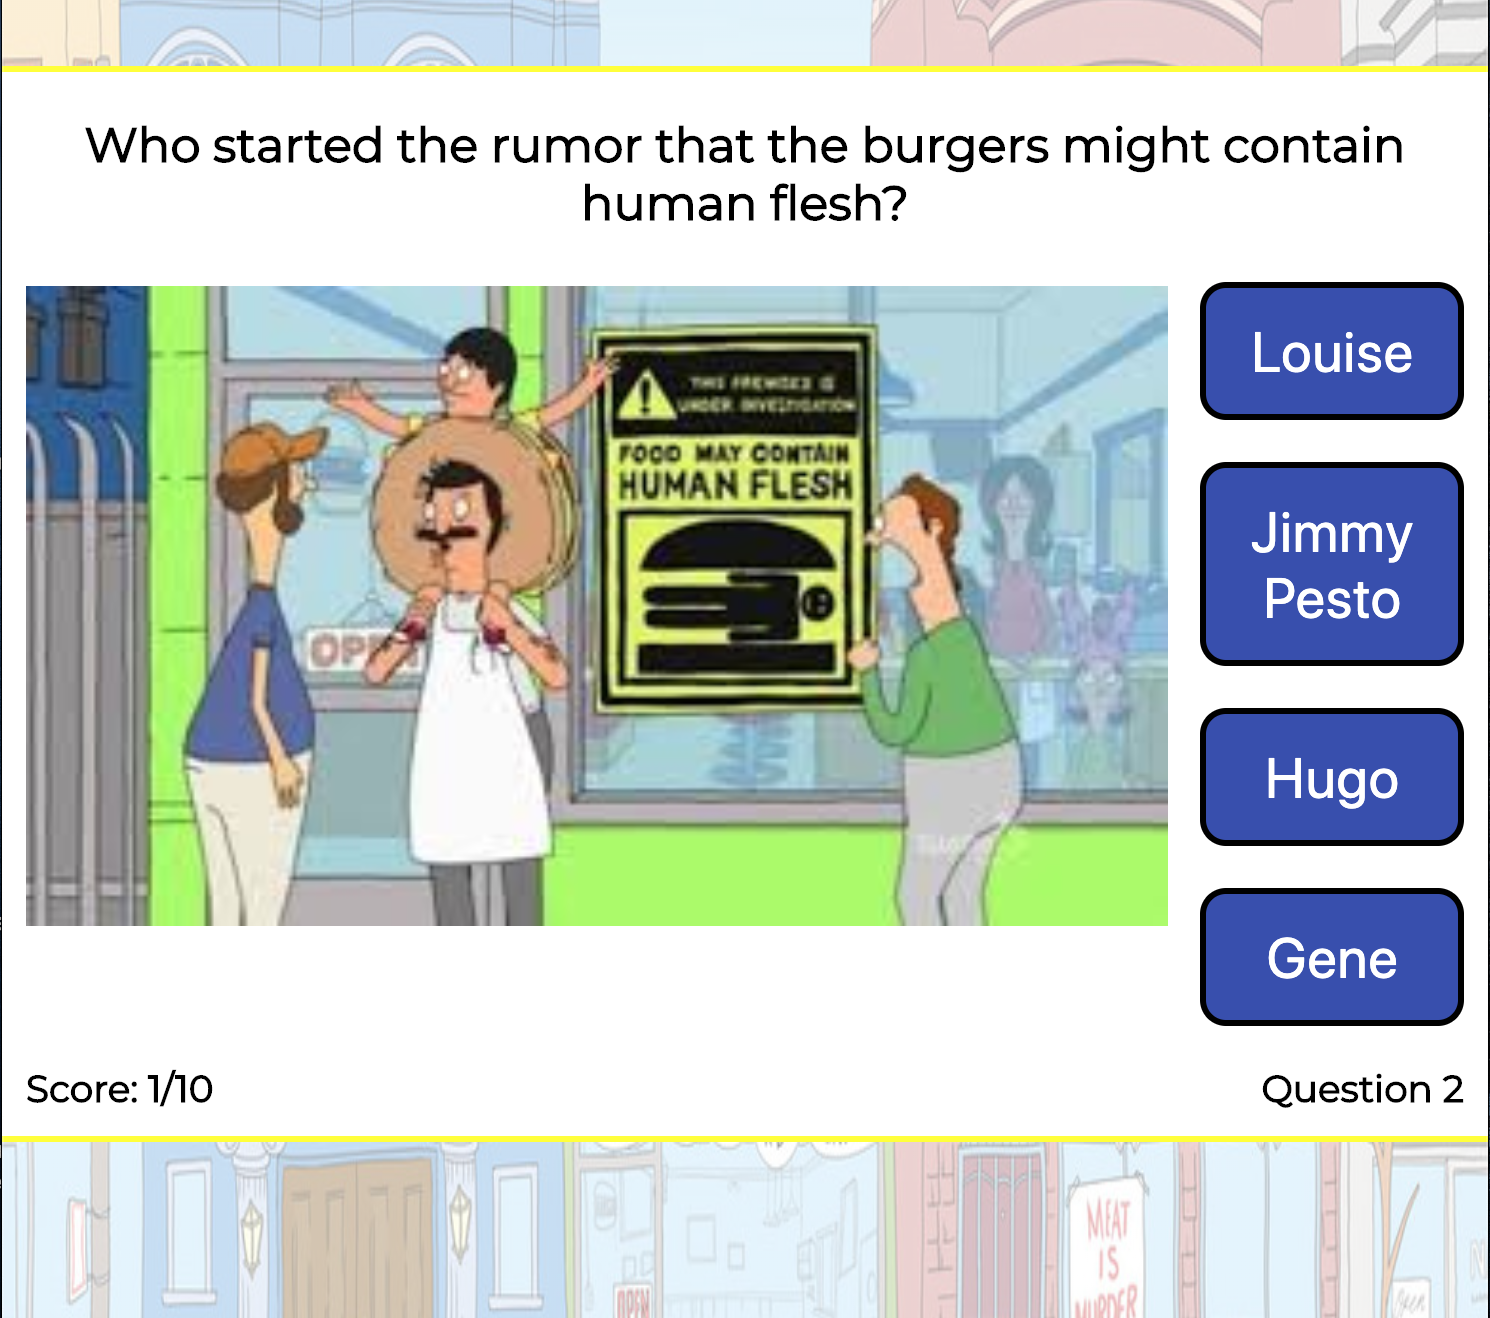 Who started the rumor that the burgers might contain
human flesh?
THIS PREMISES IS
UNDER INVESTIGATION
FOOD MAY CONTAIN
HUMAN FLESH
OPEN
Louise
Jimmy
Pesto
Hugo
Gene
Score: 1/10
Question 2
OPEN
MEAT
IS
MURDER
Open